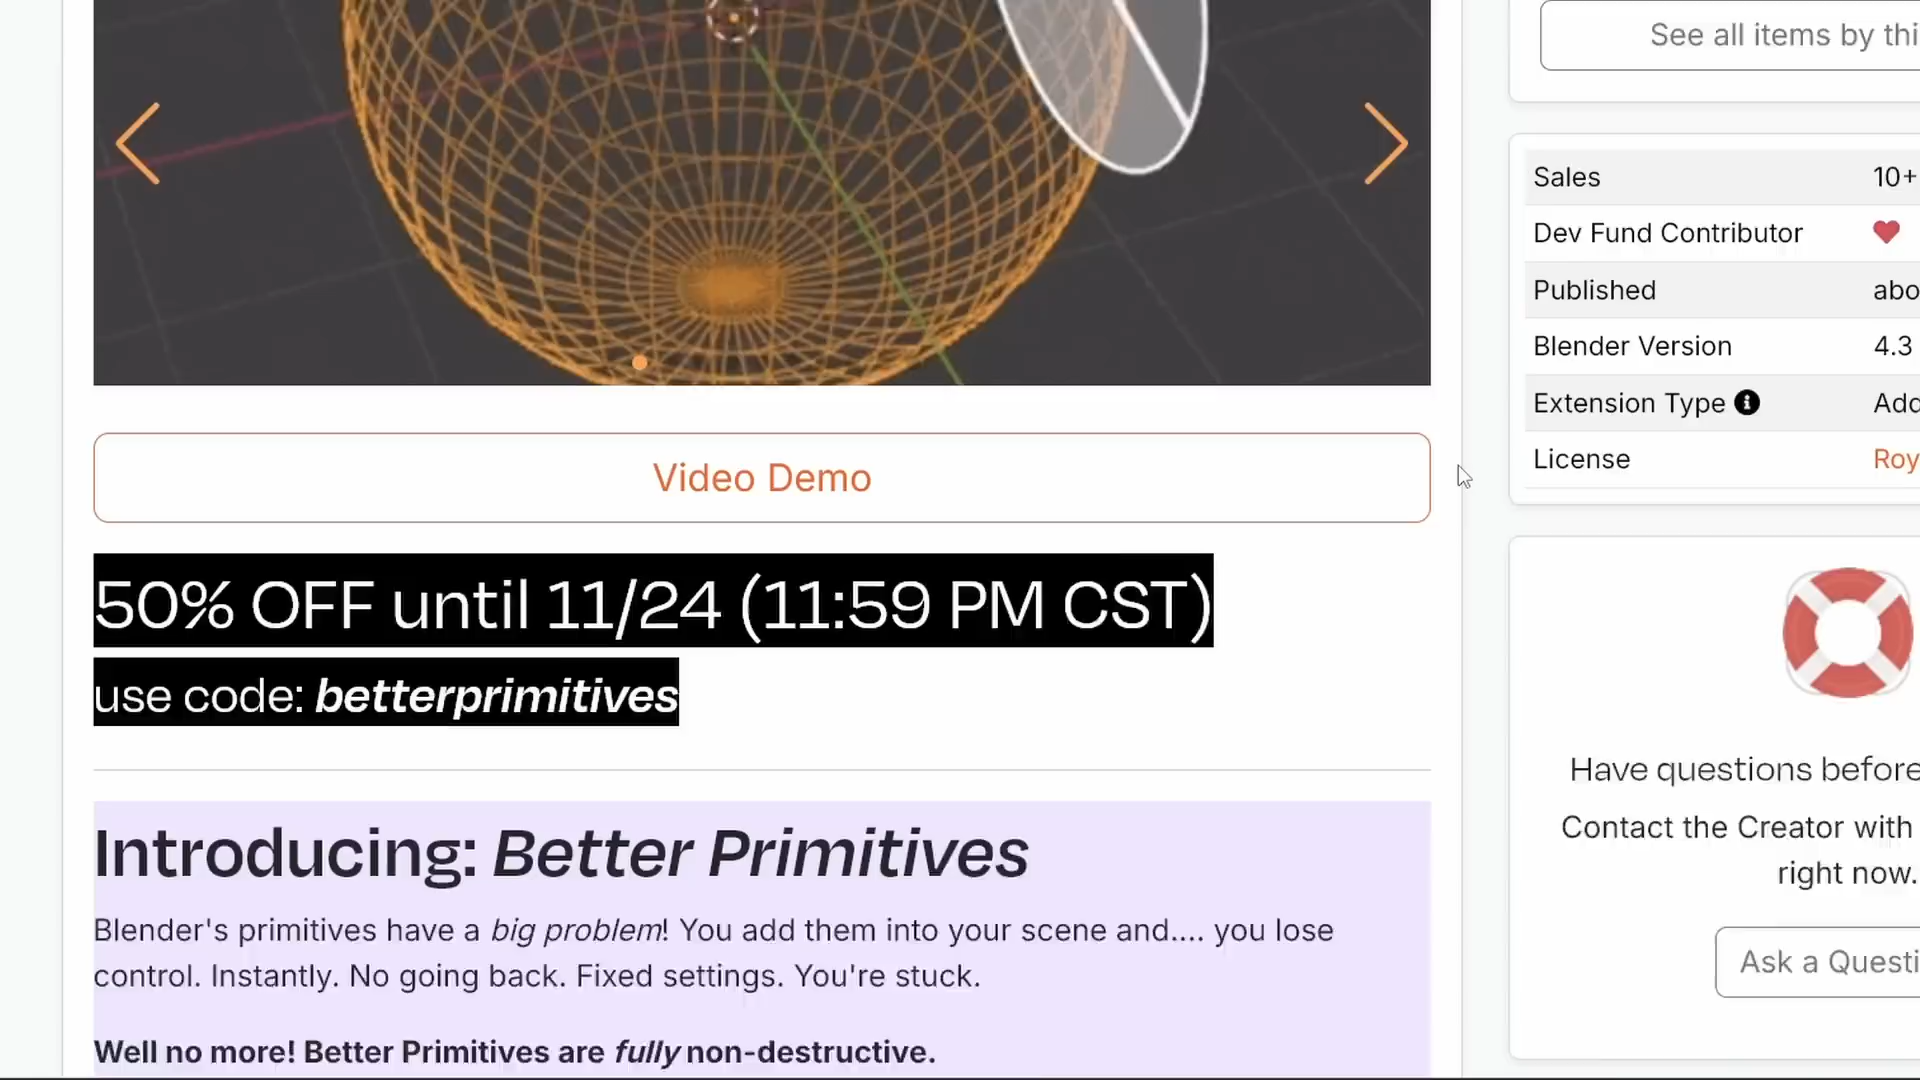 See all items by thi
Sales 10+
Dev Fund Contributor
Published abo
Blender Version 4.3
Extension Type Add
License Roy
Video Demo
50% OFF until 11/24 (11:59 PM CST)
use code: betterprimitives
Introducing: Better Primitives
Blender's primitives have a big problem! You add them into your scene and.... you lose
control. Instantly. No going back. Fixed settings. You're stuck.
Well no more! Better Primitives are fully non-destructive.
Have questions before
Contact the Creator with
right now.
Ask a Questi